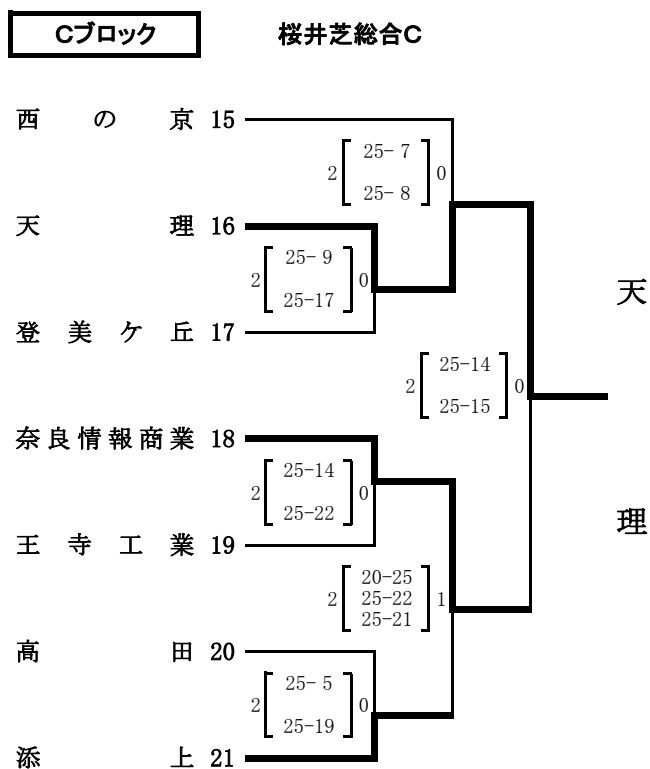 Cブロック 桜井芝総合C
西の京 15
2 25- 7 0
25- 8
天理 16
2 25- 9 0
25-17
天
登美ケ丘 17
2 25-14 0
25-15
奈良情報商業 18
2 25-14 0
25-22
理
王寺工業 19
20-25
2 25-22 1
25-21
高田 20
2 25- 5 0
25-19
添上 21